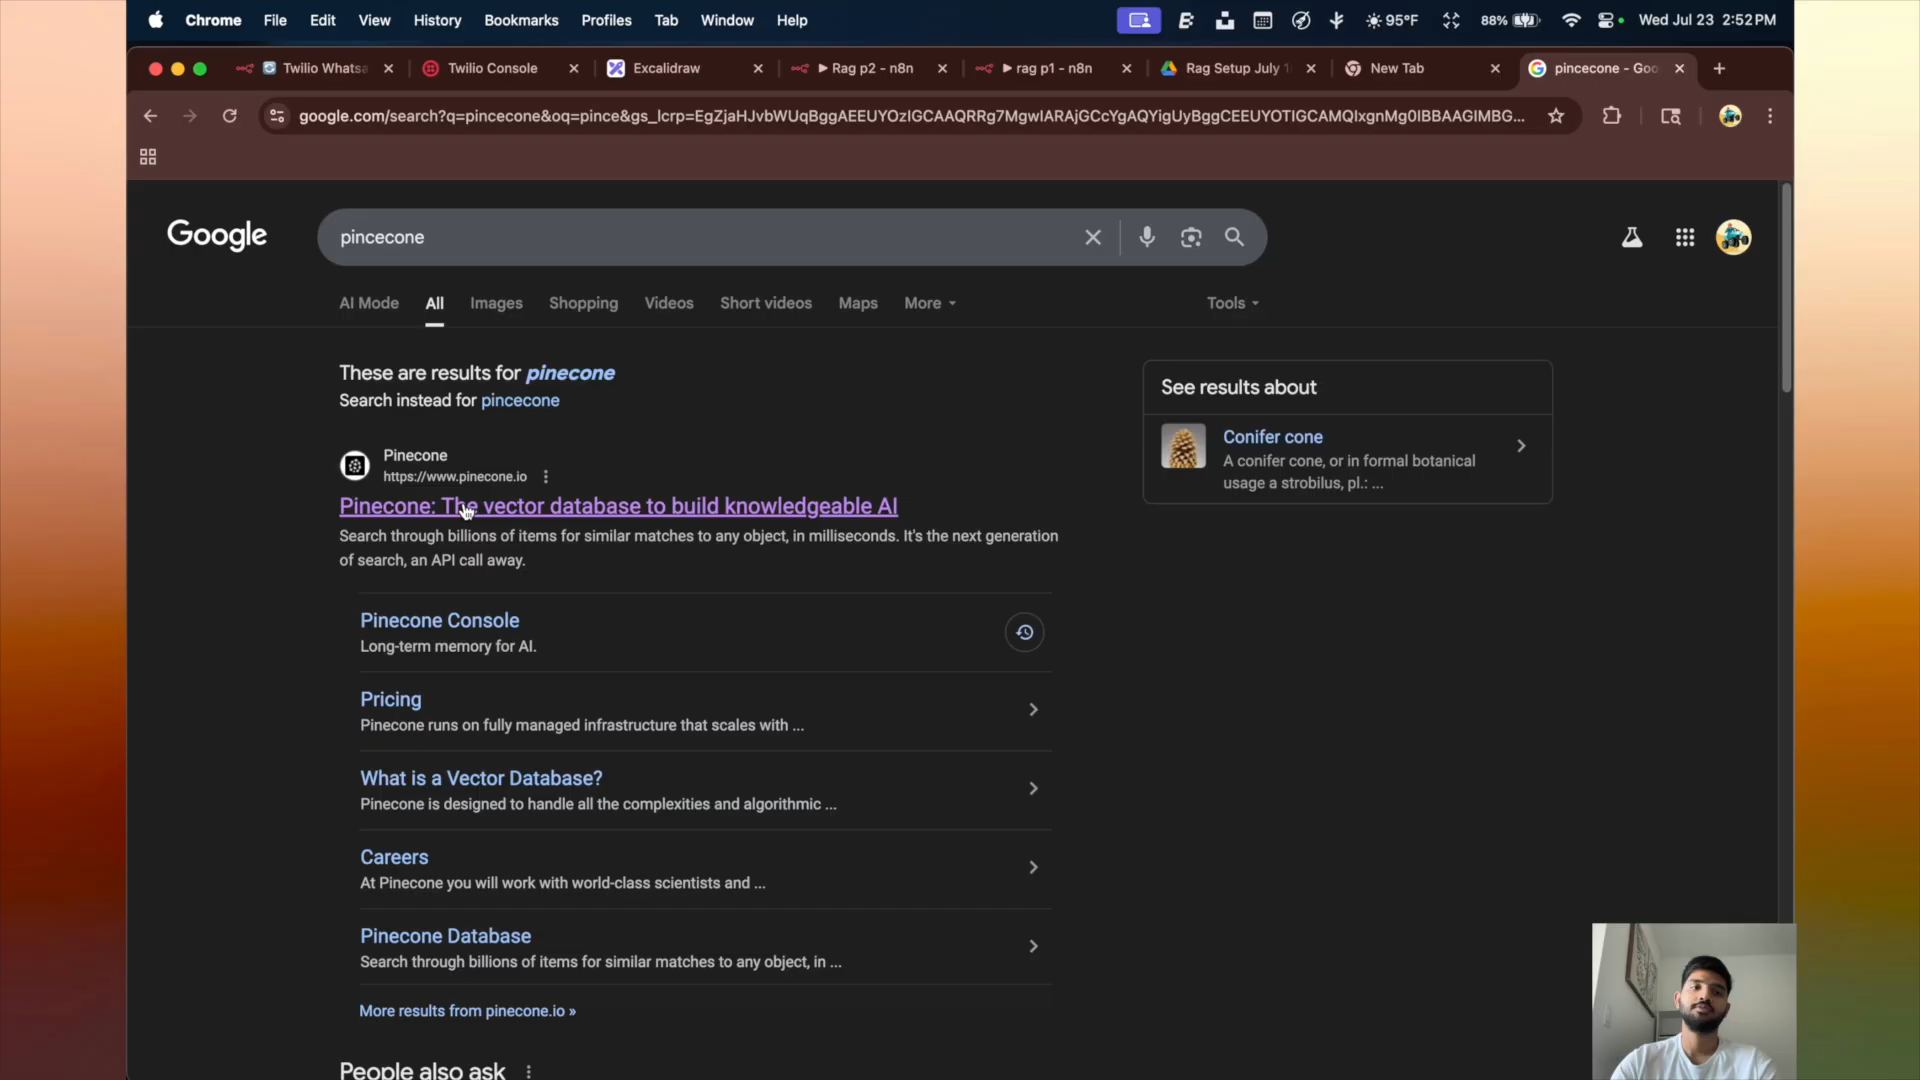 Chrome File Edit View History Bookmarks Profiles Tab Window Help 95°F 88% Wed Jul 23 2:52 PM
Twilio Whatsa Twilio Console Excalidraw Rag p2 - n8n rag p1 - n8n Rag Setup July 1 New Tab pincecone - Goo
google.com/search?q=pincecone&oq=pince&gs_lcrp=EgZjaHJvbWUqBggAEEUYOzIGCAAQRRg7MgwIARAjGCcYgAQYigUyBggCEEUYOTIGCAMQIxgnMg0IBBAAGIMBG...
Google
pincecone
AI Mode All Images Shopping Videos Short videos Maps More Tools
These are results for pinecone
Search instead for pincecone
See results about
Conifer cone
A conifer cone, or in formal botanical
usage a strobilus, pl.: ...
Pinecone
https://www.pinecone.io
Pinecone: The vector database to build knowledgeable AI
Search through billions of items for similar matches to any object, in milliseconds. It's the next generation
of search, an API call away.
Pinecone Console
Long-term memory for AI.
Pricing
Pinecone runs on fully managed infrastructure that scales with ...
What is a Vector Database?
Pinecone is designed to handle all the complexities and algorithmic ...
Careers
At Pinecone you will work with world-class scientists and ...
Pinecone Database
Search through billions of items for similar matches to any object, in ...
More results from pinecone.io »
People also ask